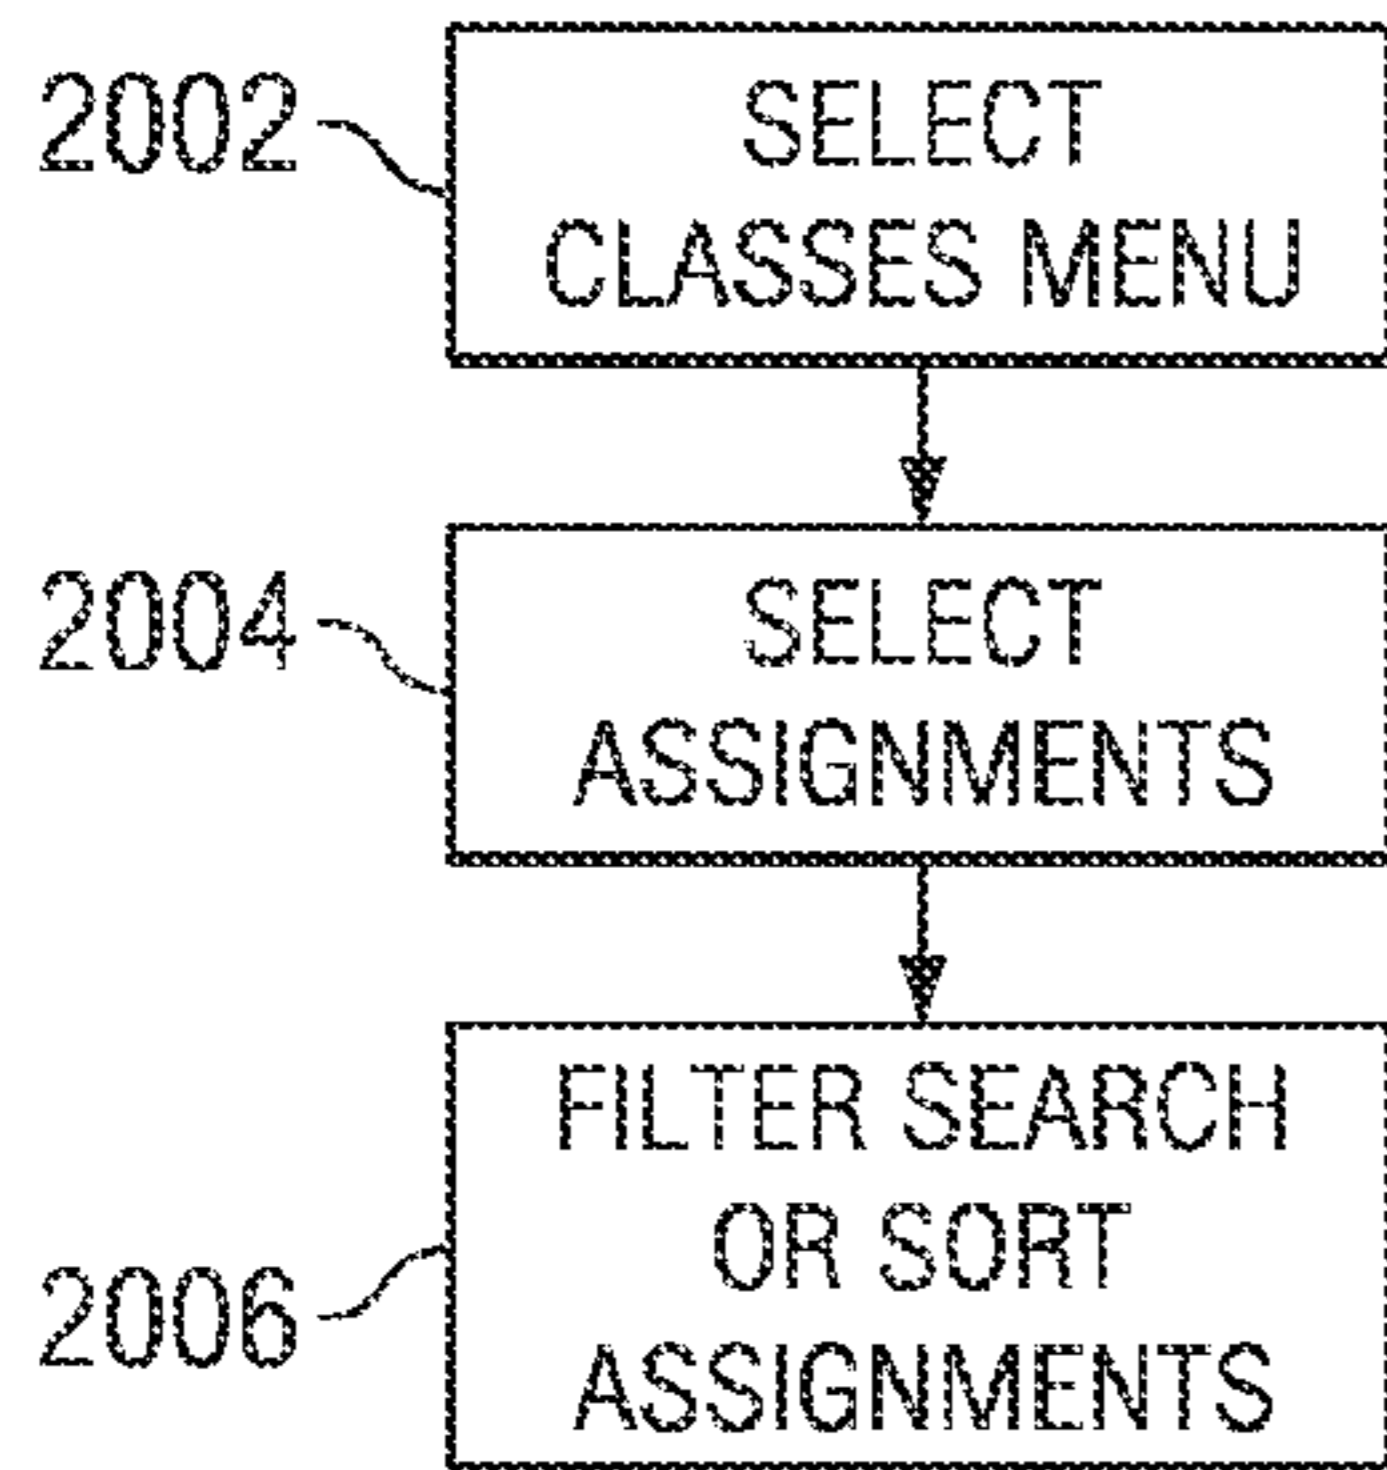 2002
SELECT
CLASSES MENU
2004
SELECT
ASSIGNMENTS
2006
FILTER SEARCH
OR SORT
ASSIGNMENTS